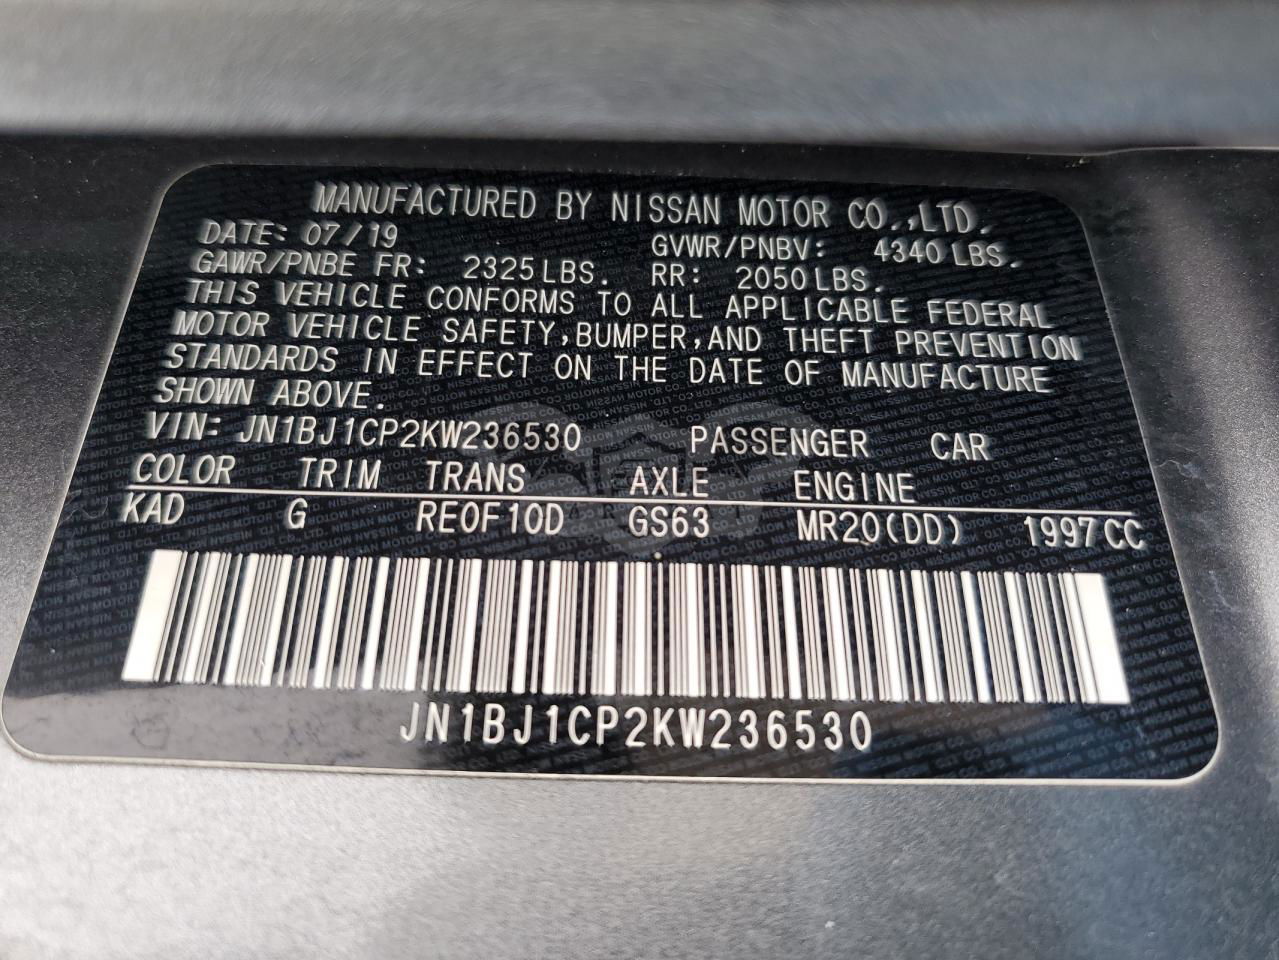 MANUFACTURED BY NISSAN MOTOR CO.,LTD.
DATE: 07/19 GVWR/PNBV: 4340 LBS.
GAWR/PNBE FR: 2325 LBS. RR: 2050 LBS.
THIS VEHICLE CONFORMS TO ALL APPLICABLE FEDERAL
MOTOR VEHICLE SAFETY,BUMPER,AND THEFT PREVENTION
STANDARDS IN EFFECT ON THE DATE OF MANUFACTURE
SHOWN ABOVE.
VIN: JN1BJ1CP2KW236530 PASSENGER CAR
COLOR TRIM TRANS AXLE ENGINE
KAD G RE0F10D GS63 MR20(DD) 1997CC
JN1BJ1CP2KW236530